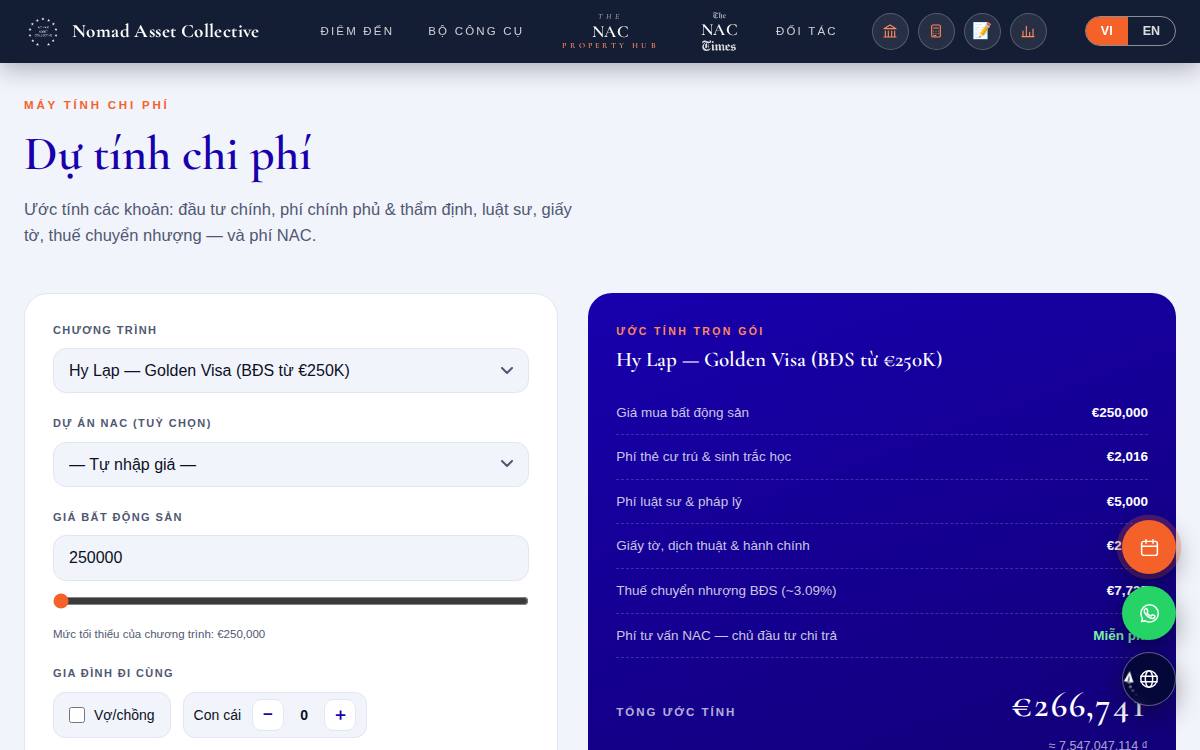 Nomad Asset Collective
ĐIỂM ĐẾN
BỘ CÔNG CỤ
THE
NAC
PROPERTY HUB
The
NAC
Times
ĐỐI TÁC
VI
EN
MÁY TÍNH CHI PHÍ
Dự tính chi phí
Ước tính các khoản: đầu tư chính, phí chính phủ & thẩm định, luật sư, giấy
tờ, thuế chuyển nhượng — và phí NAC.
CHƯƠNG TRÌNH
Hy Lạp — Golden Visa (BĐS từ €250K)
DỰ ÁN NAC (TUỲ CHỌN)
— Tự nhập giá —
GIÁ BẤT ĐỘNG SẢN
250000
Mức tối thiểu của chương trình: €250,000
GIA ĐÌNH ĐI CÙNG
Vợ/chồng
Con cái
−
0
+
ƯỚC TÍNH TRỌN GÓI
Hy Lạp — Golden Visa (BĐS từ €250K)
Giá mua bất động sản
€250,000
Phí thẻ cư trú & sinh trắc học
€2,016
Phí luật sư & pháp lý
€5,000
Giấy tờ, dịch thuật & hành chính
Thuế chuyển nhượng BĐS (~3.09%)
Phí tư vấn NAC — chủ đầu tư chi trả
Miễn
TỔNG ƯỚC TÍNH
€266,741
≈ 7,547,047,114 ₫